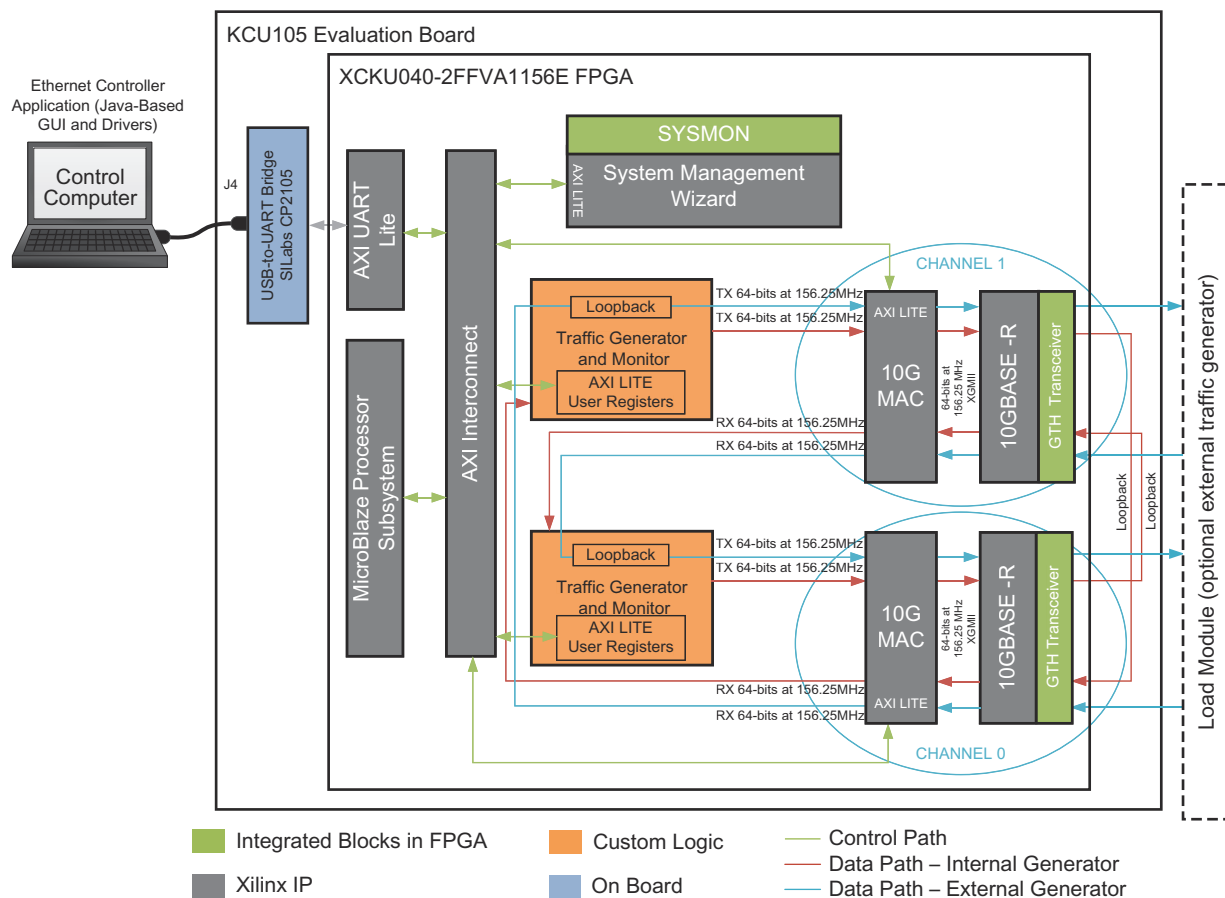 KCU105 Evaluation Board
XCKU040-2FFVA1156E FPGA
Ethernet Controller
Application (Java-Based
GUI and Drivers)
Control
Computer
J4
USB-to-UART Bridge
SILabs CP2105
AXI UART
Lite
MicroBlaze Processor
Subsystem
AXI Interconnect
SYSMON
AXI LITE
System Management
Wizard
Loopback
Traffic Generator
and Monitor
AXI LITE
User Registers
TX 64-bits at 156.25MHz
TX 64-bits at 156.25MHz
RX 64-bits at 156.25MHz
RX 64-bits at 156.25MHz
CHANNEL 1
AXI LITE
10G
MAC
64-bits at
156.25 MHz
XGMII
10GBASE -R
GTH Transceiver
Loopback
Loopback
Loopback
Traffic Generator
and Monitor
AXI LITE
User Registers
TX 64-bits at 156.25MHz
TX 64-bits at 156.25MHz
RX 64-bits at 156.25MHz
RX 64-bits at 156.25MHz
10G
MAC
AXI LITE
64-bits at
156.25 MHz
XGMII
10GBASE -R
GTH Transceiver
CHANNEL 0
Load Module (optional external traffic generator)
Integrated Blocks in FPGA
Custom Logic
Control Path
Data Path – Internal Generator
Xilinx IP
On Board
Data Path – External Generator